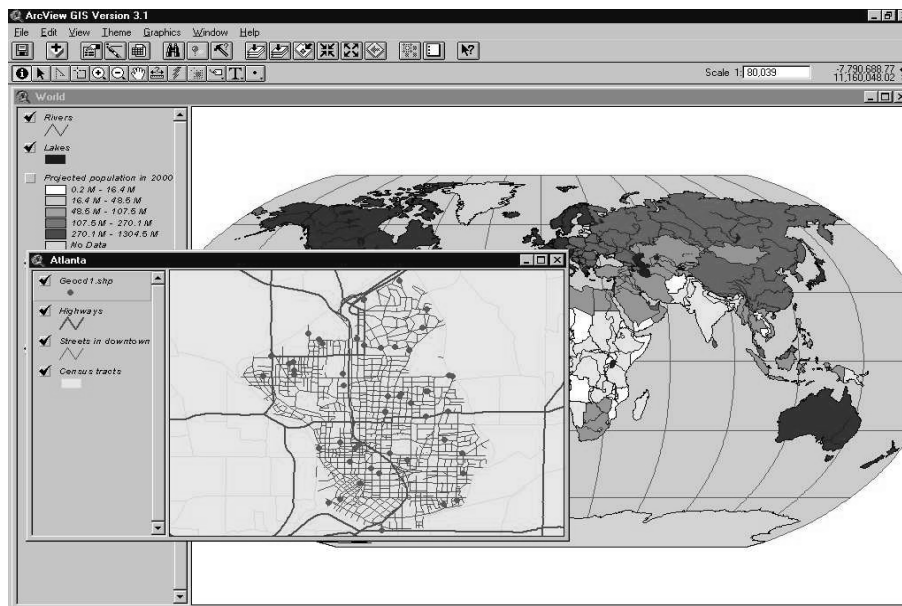 ArcView GIS Version 3.1
File Edit View Theme Graphics Window Help
Scale 1: 80,039
-7,790,688.77
11,160,048.02
World
Rivers
Lakes
Projected population in 2000
0.2 M - 16.4 M
16.4 M - 48.5 M
48.5 M - 107.5 M
107.5 M - 270.1 M
270.1 M - 1304.5 M
No Data
Atlanta
Geocd1.shp
Highways
Streets in downtown
Census tracts